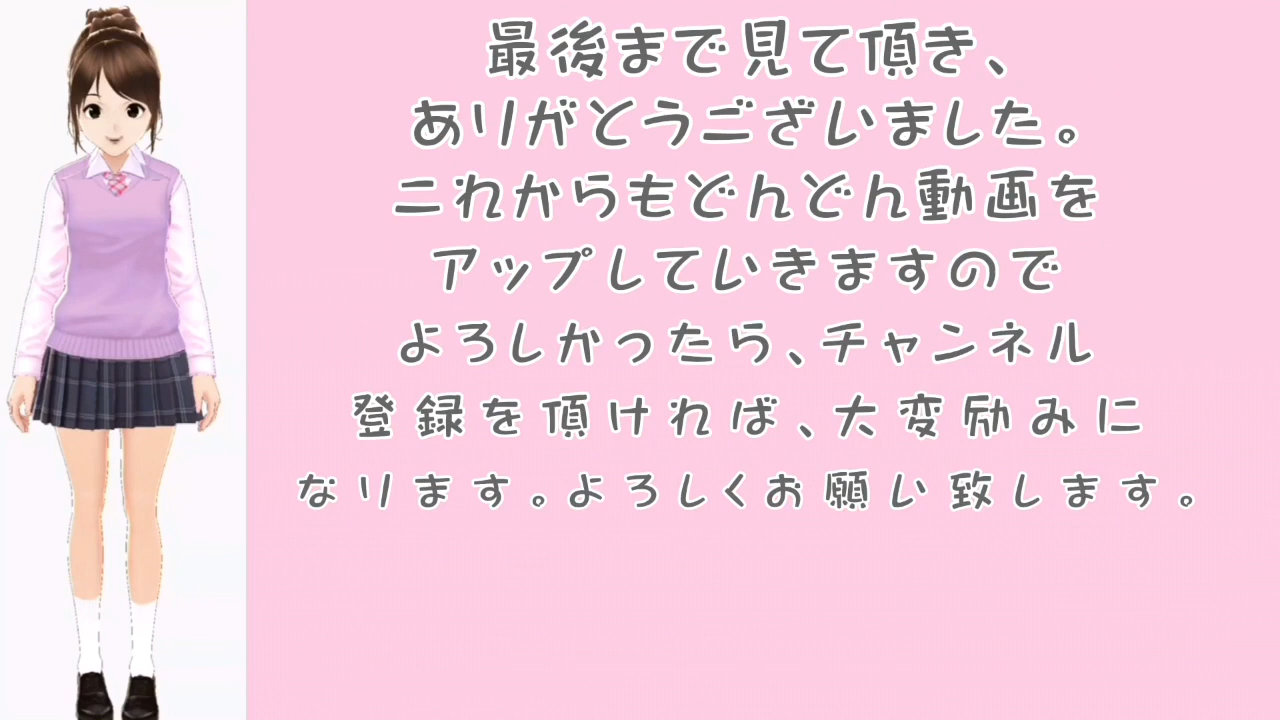 最後まで見て頂き、
ありがとうございました。
これからもどんどん動画を
アップしていきますので
よろしかったら、チャンネル
登録を頂ければ、大変励みに
なります。よろしくお願い致します。